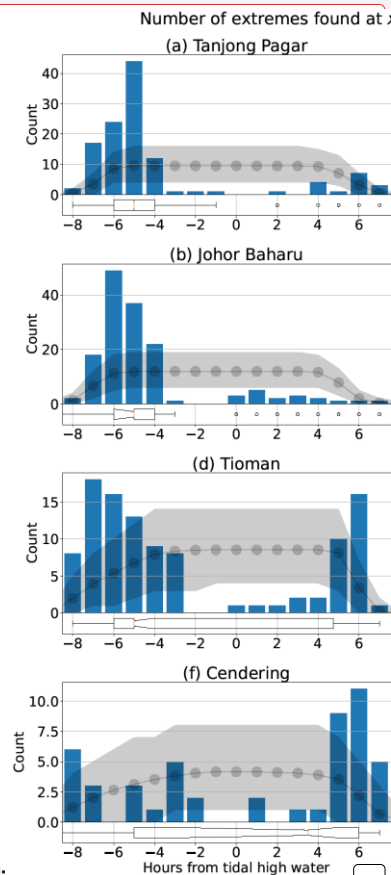 Number of extremes found at
(a) Tanjong Pagar
Count
40
30
20
10
0
−8 −6 −4 −2 0 2 4 6
(b) Johor Baharu
Count
40
20
0
−8 −6 −4 −2 0 2 4 6
(d) Tioman
Count
15
10
5
0
−8 −6 −4 −2 0 2 4 6
(f) Cendering
Count
10.0
7.5
5.0
2.5
0.0
−8 −6 −4 −2 0 2 4 6
Hours from tidal high water